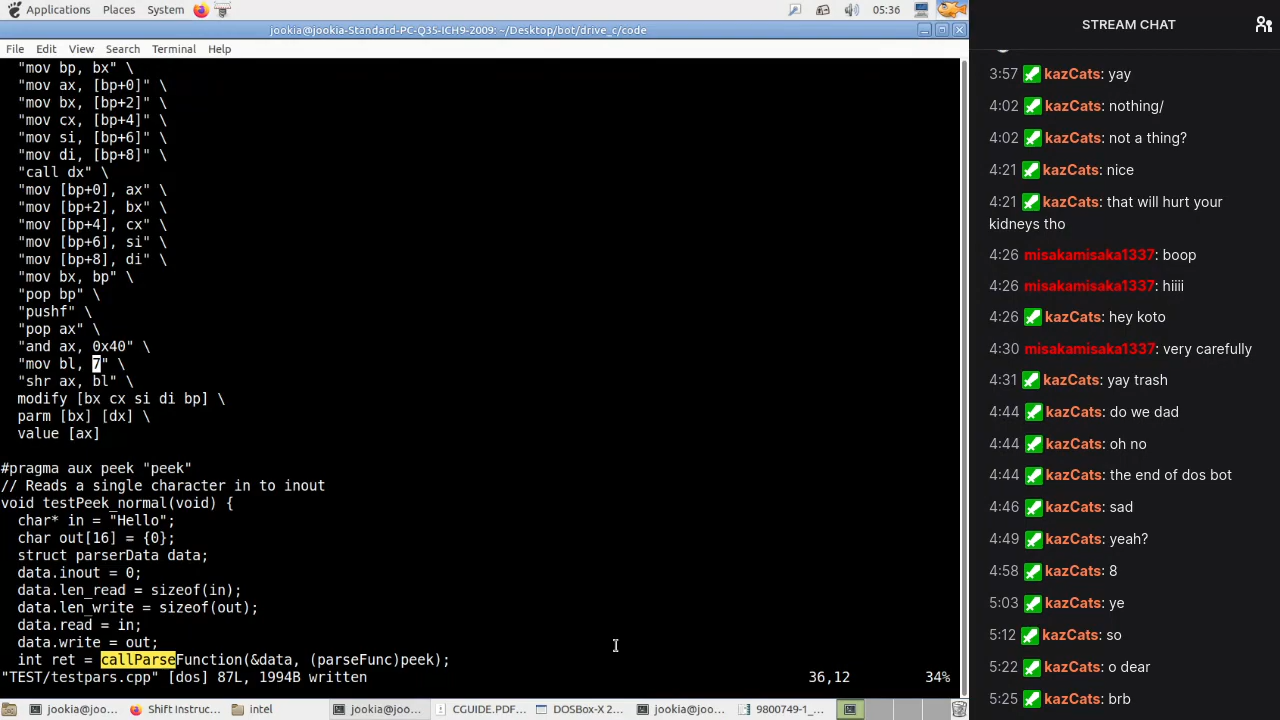 Applications Places System 05:36
jookia@jookia-Standard-PC-Q35-ICH9-2009: ~/Desktop/bot/drive_c/code
File Edit View Search Terminal Help
"mov bp, bx" \
"mov ax, [bp+0]" \
"mov bx, [bp+2]" \
"mov cx, [bp+4]" \
"mov si, [bp+6]" \
"mov di, [bp+8]" \
"call dx" \
"mov [bp+0], ax" \
"mov [bp+2], bx" \
"mov [bp+4], cx" \
"mov [bp+6], si" \
"mov [bp+8], di" \
"mov bx, bp" \
"pop bp" \
"pushf" \
"pop ax" \
"and ax, 0x40" \
"mov bl, 7" \
"shr ax, bl" \
modify [bx cx si di bp] \
parm [bx] [dx] \
value [ax]
#pragma aux peek "peek"
// Reads a single character in to inout
void testPeek_normal(void) {
char* in = "Hello";
char out[16] = {0};
struct parserData data;
data.inout = 0;
data.len_read = sizeof(in);
data.len_write = sizeof(out);
data.read = in;
data.write = out;
int ret = callParseFunction(&data, (parseFunc)peek);
"TEST/testpars.cpp" [dos] 87L, 1994B written 36,12 34%
jookia@joo... Shift Instruc... intel jookia@joo... CGUIDE.PDF... DOSBox-X 2... jookia@joo... 9800749-1_...
STREAM CHAT
3:57 kazCats: yay
4:02 kazCats: nothing/
4:02 kazCats: not a thing?
4:21 kazCats: nice
4:21 kazCats: that will hurt your
kidneys tho
4:26 misakamisaka1337: boop
4:26 misakamisaka1337: hiiii
4:26 kazCats: hey koto
4:30 misakamisaka1337: very carefully
4:31 kazCats: yay trash
4:44 kazCats: do we dad
4:44 kazCats: oh no
4:44 kazCats: the end of dos bot
4:46 kazCats: sad
4:49 kazCats: yeah?
4:58 kazCats: 8
5:03 kazCats: ye
5:12 kazCats: so
5:22 kazCats: o dear
5:25 kazCats: brb